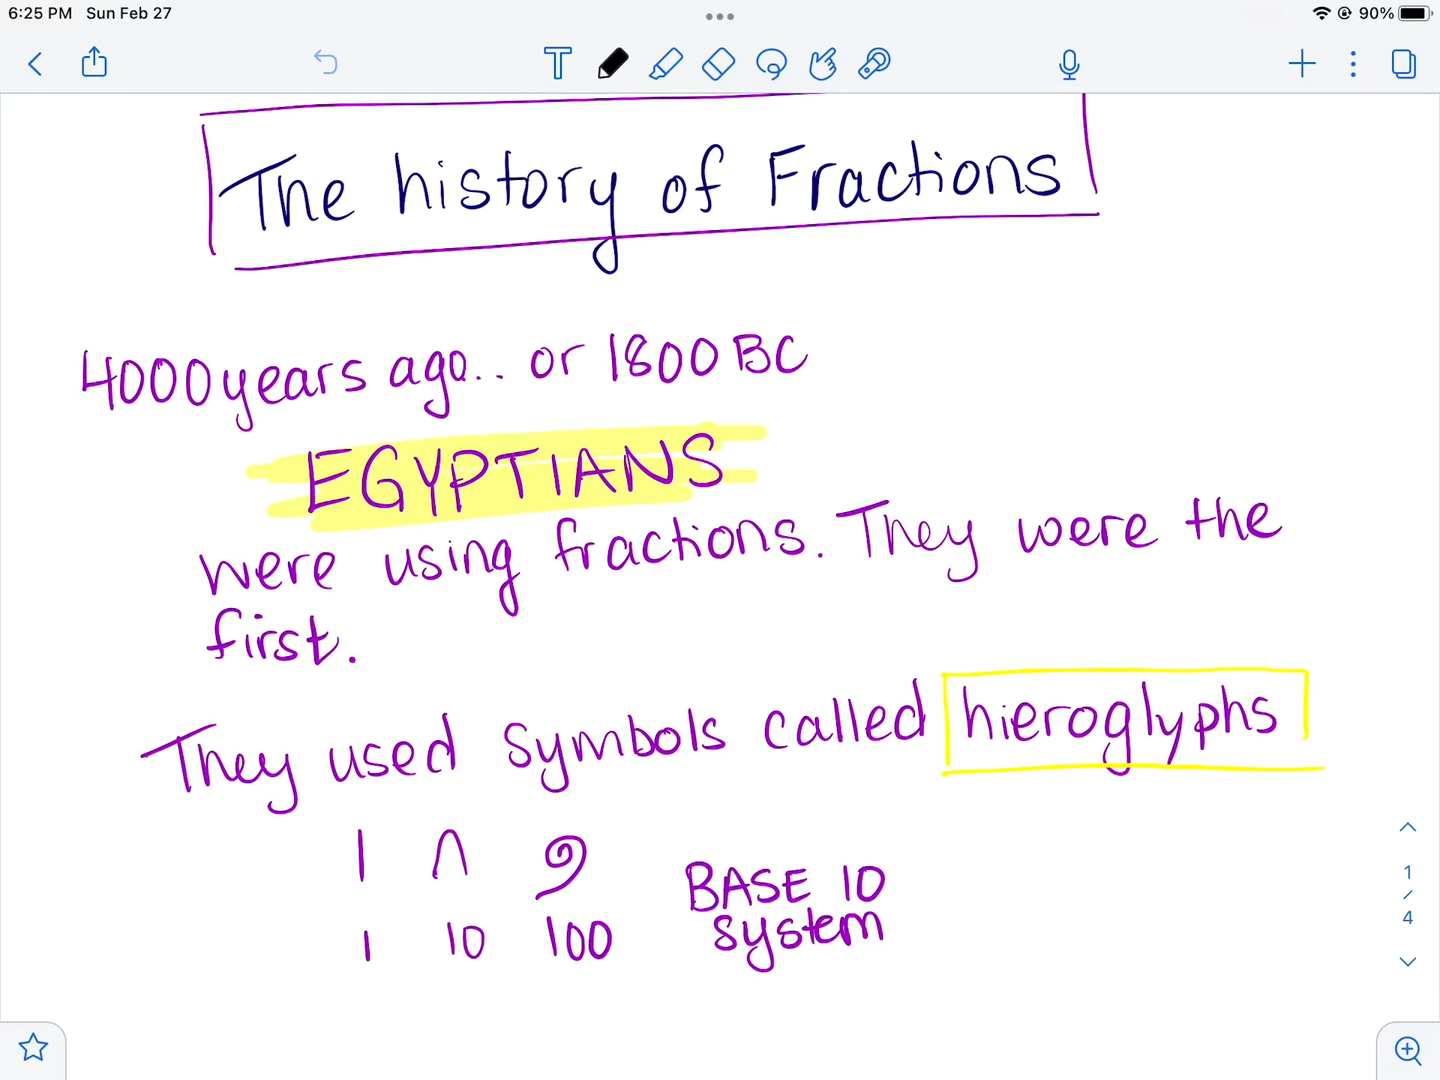 6:25 PM Sun Feb 27
90%
The history of Fractions
4000 years ago.. or 1800 BC
EGYPTIANS
were using fractions. They were the
first.
They used symbols called hieroglyphs
1 10 100
BASE 10
system
1
/
4